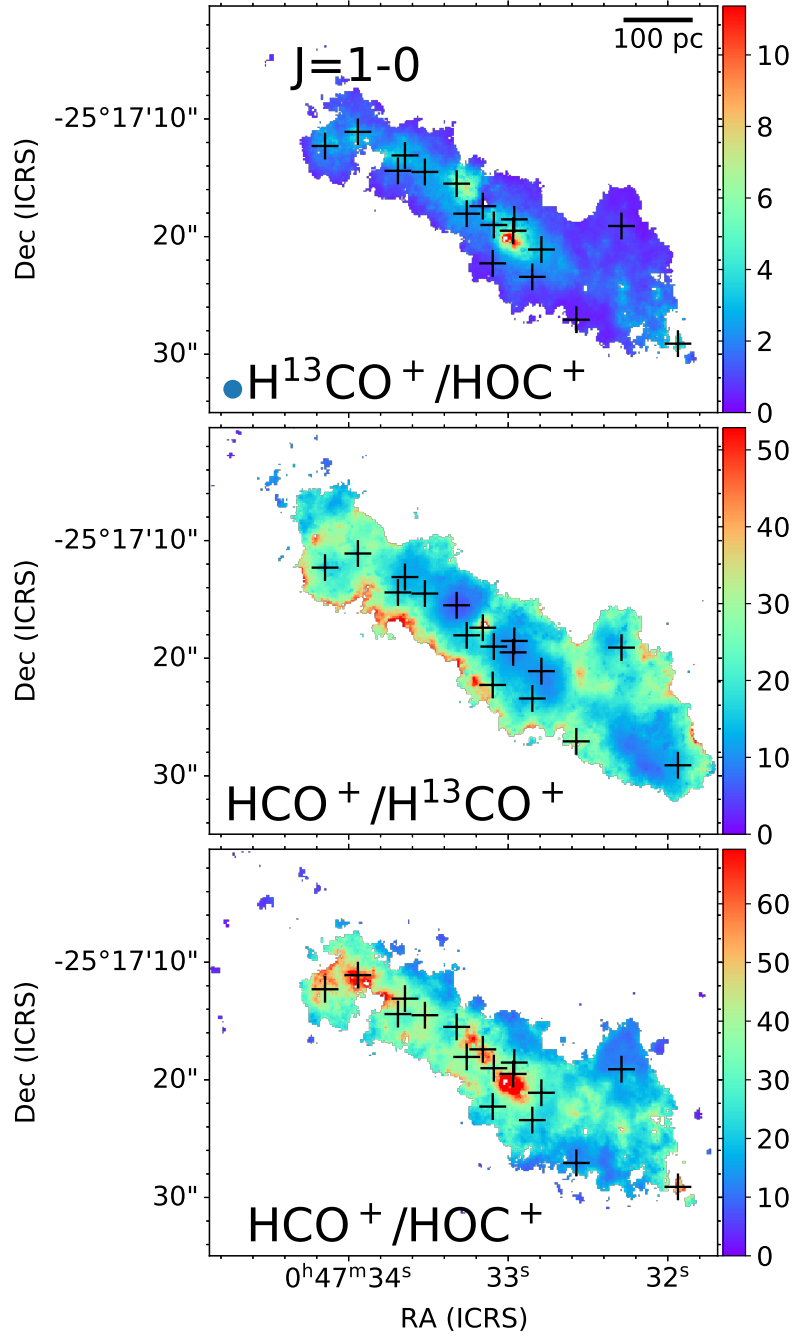 100 pc
J=1-0
Dec (ICRS)
-25°17'10"
20"
30"
H¹³CO⁺/HOC⁺
10
8
6
4
2
0
Dec (ICRS)
-25°17'10"
20"
30"
HCO⁺/H¹³CO⁺
50
40
30
20
10
0
Dec (ICRS)
-25°17'10"
20"
30"
HCO⁺/HOC⁺
60
50
40
30
20
10
0
0ʰ47ᵐ34ˢ 33ˢ 32ˢ
RA (ICRS)